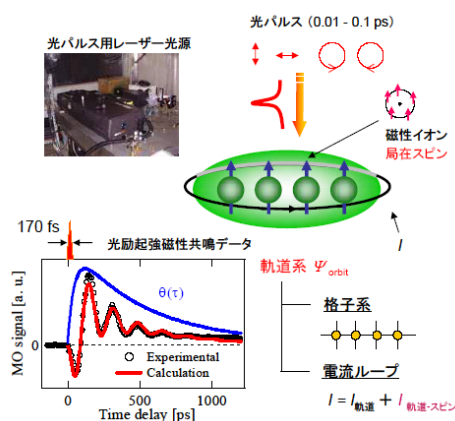 光パルス用レーザー光源
光パルス (0.01 - 0.1 ps)
磁性イオン
局在スピン
I
170 fs
光励起強磁性共鳴データ
MO signal [a. u.]
θ(τ)
0
Experimental
Calculation
0 500 1000
Time delay [ps]
軌道系 Ψorbit
格子系
電流ループ
I = I軌道 + I軌道-スピン